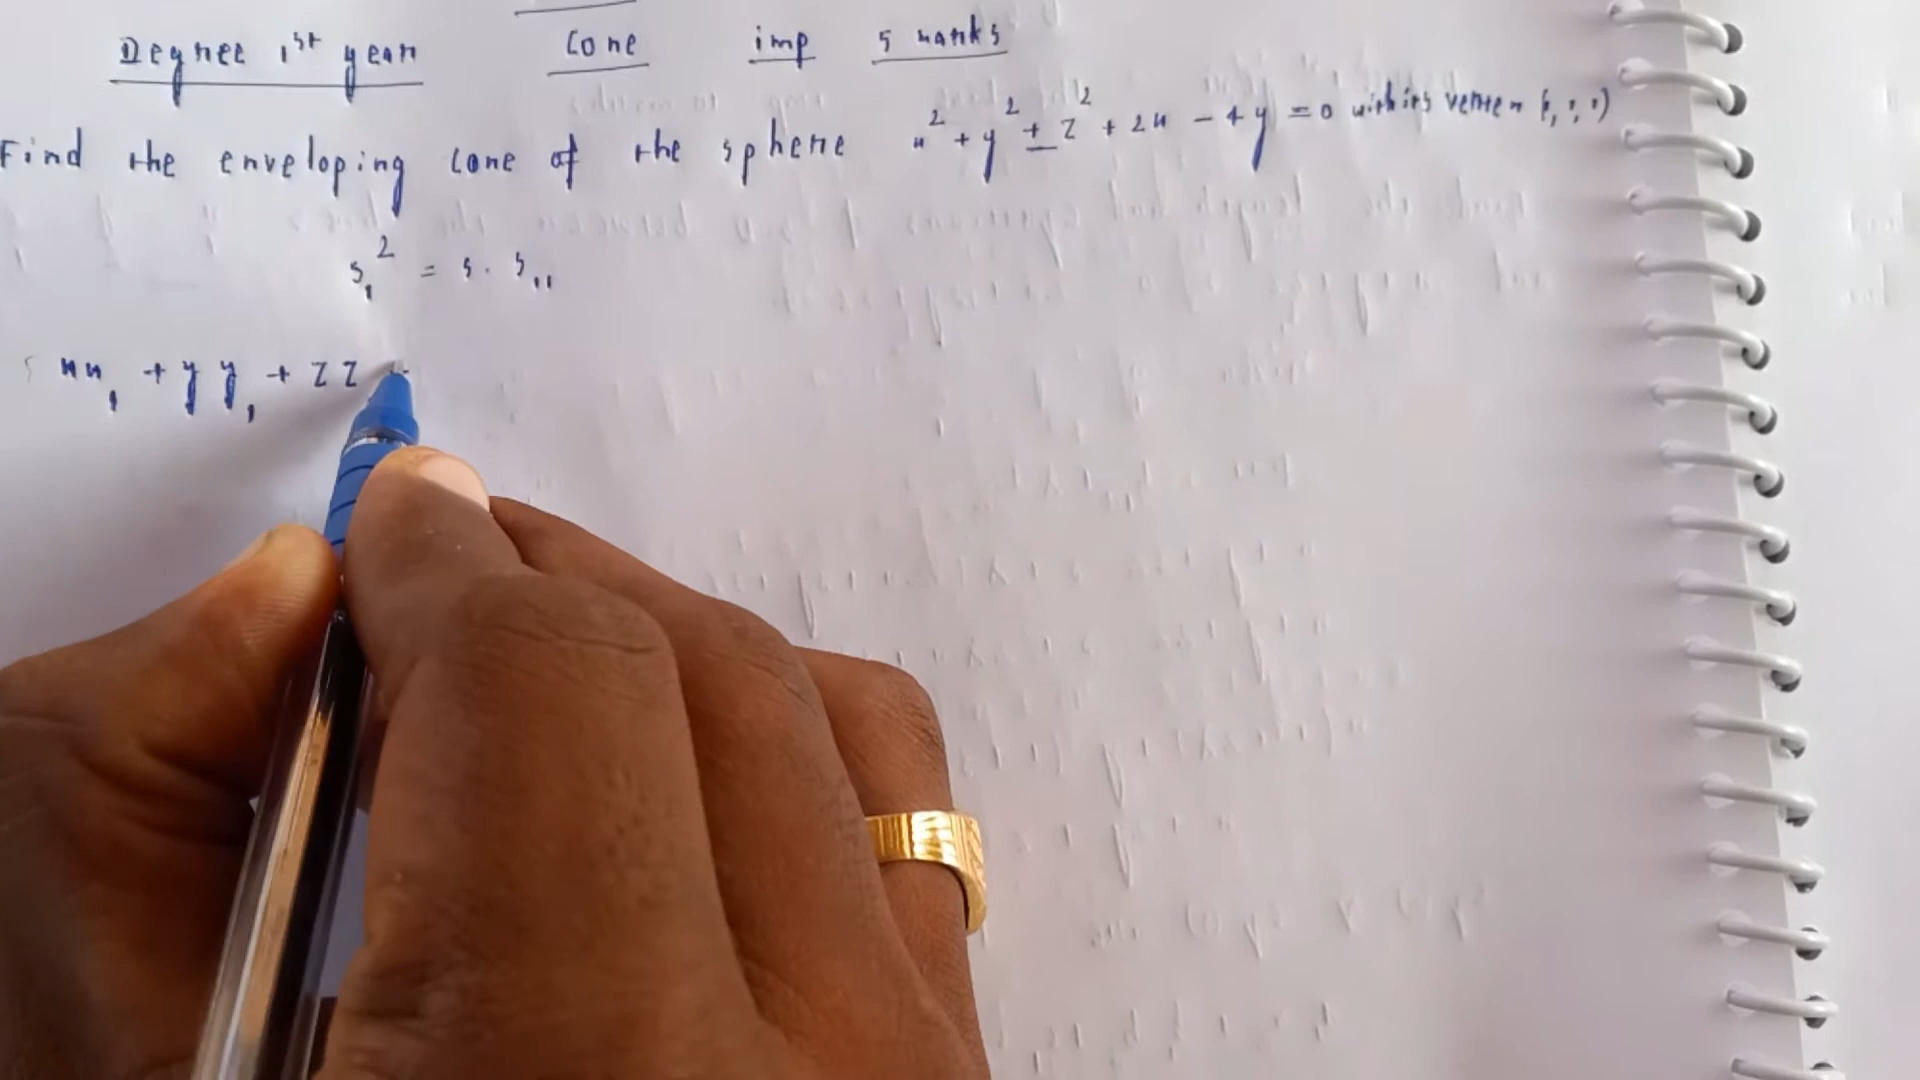 Degree 1st year Cone imp 5 marks
Find the enveloping cone of the sphere x² + y² + z² + 2x - 4y = 0 with its vertex (1, 1, 1)
S₁² = S . S₁₁
xx₁ + yy₁ + zz